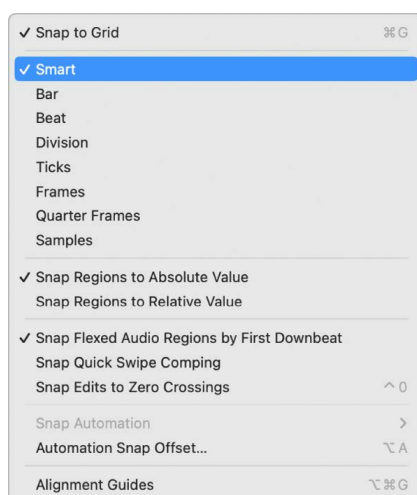 ✓ Snap to Grid ⌘G
✓ Smart
Bar
Beat
Division
Ticks
Frames
Quarter Frames
Samples
✓ Snap Regions to Absolute Value
Snap Regions to Relative Value
✓ Snap Flexed Audio Regions by First Downbeat
Snap Quick Swipe Comping
Snap Edits to Zero Crossings ^0
Snap Automation >
Automation Snap Offset... ⌥A
Alignment Guides ⌥⌘G